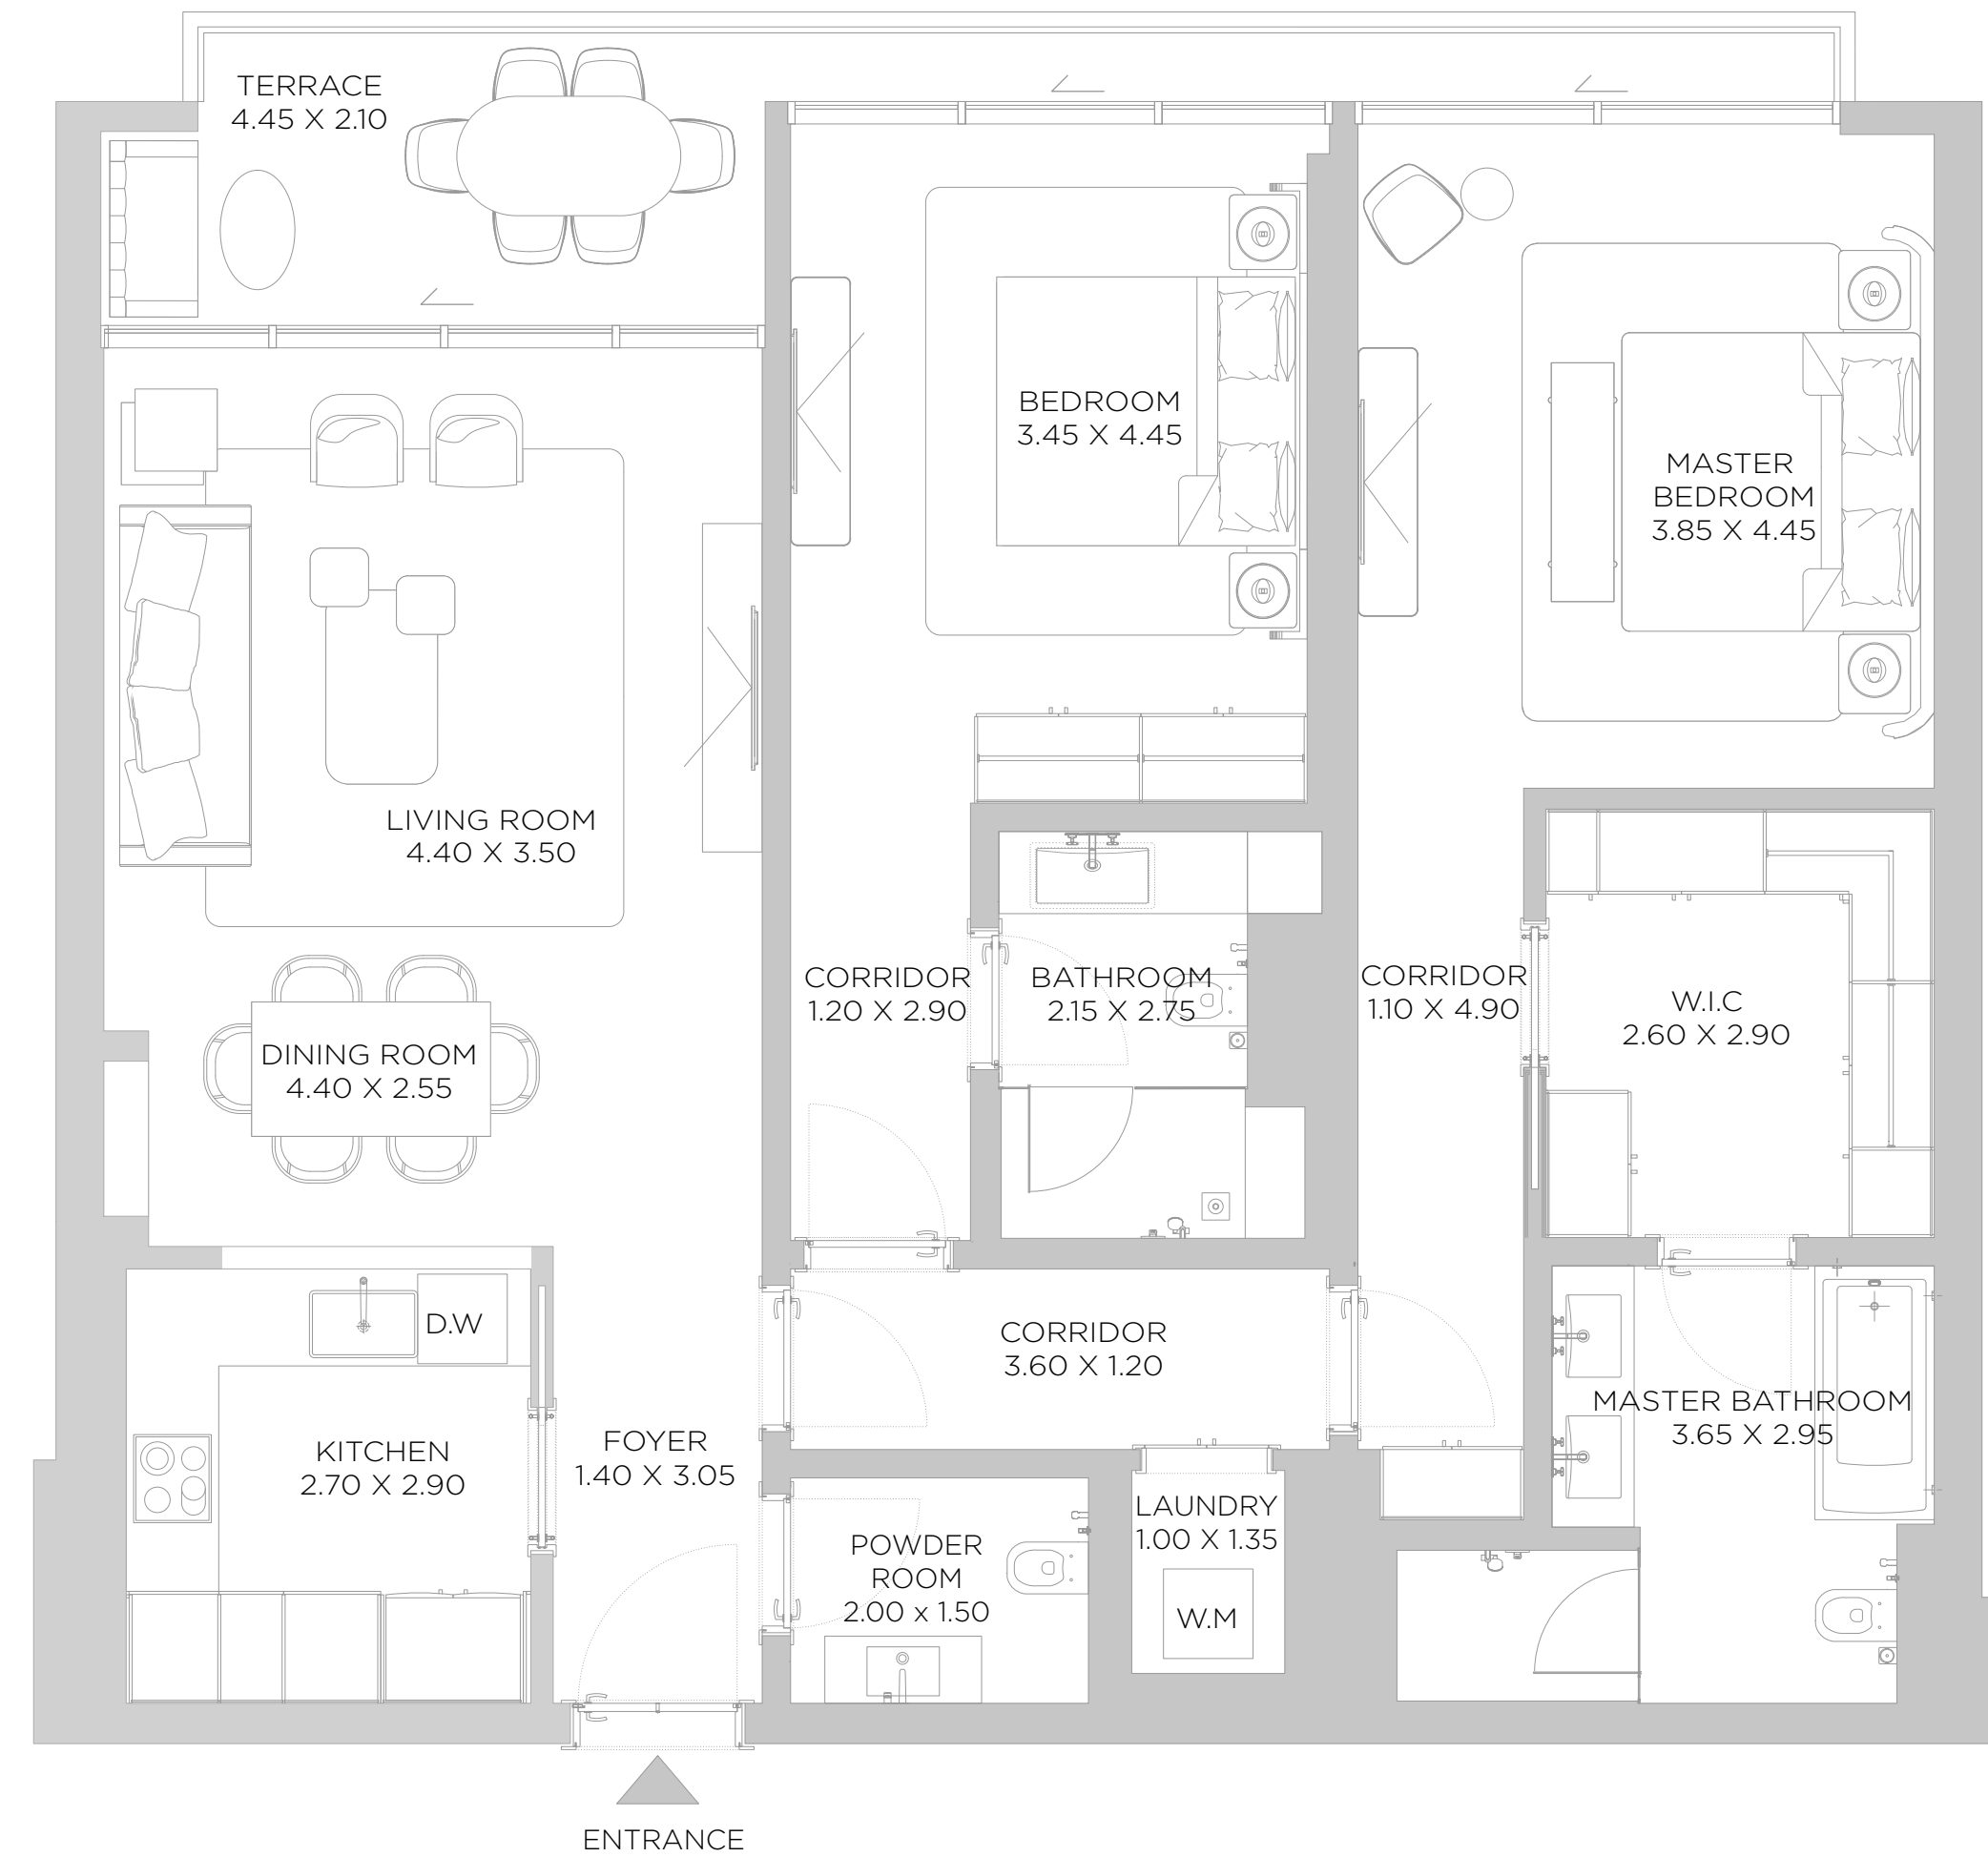 TERRACE
4.45 X 2.10
BEDROOM
3.45 X 4.45
MASTER
BEDROOM
3.85 X 4.45
LIVING ROOM
4.40 X 3.50
CORRIDOR
1.20 X 2.90
BATHROOM
2.15 X 2.75
CORRIDOR
1.10 X 4.90
W.I.C
2.60 X 2.90
DINING ROOM
4.40 X 2.55
D.W
CORRIDOR
3.60 X 1.20
MASTER BATHROOM
3.65 X 2.95
KITCHEN
2.70 X 2.90
FOYER
1.40 X 3.05
POWDER
ROOM
2.00 x 1.50
LAUNDRY
1.00 X 1.35
W.M
ENTRANCE